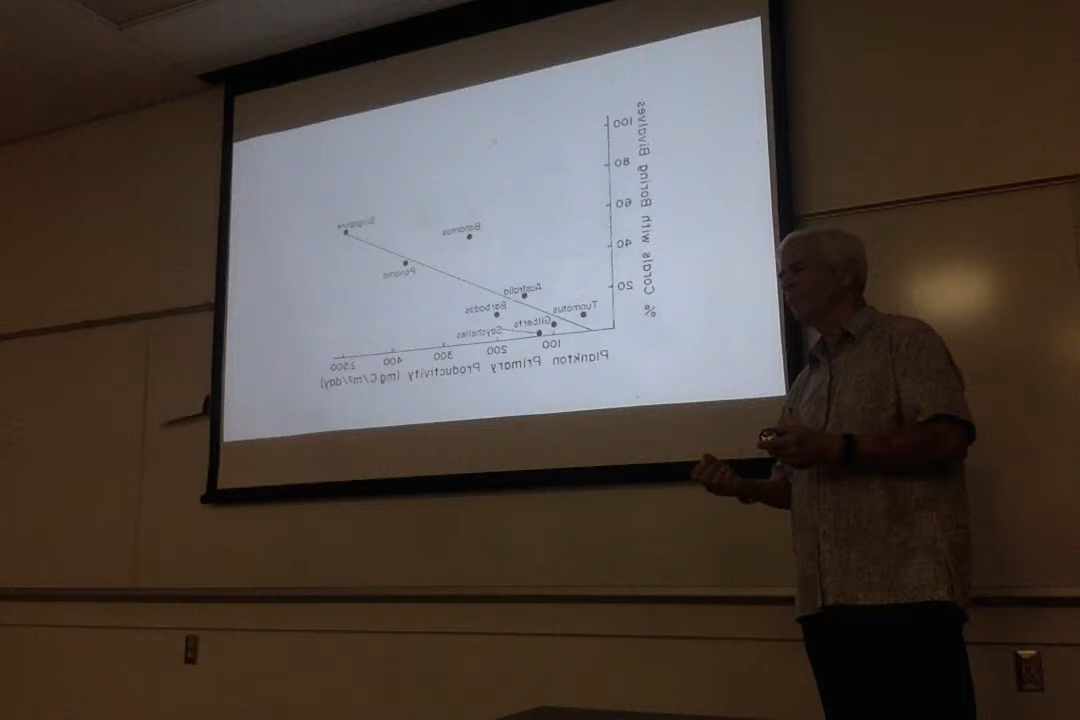 % Corals with Boring Bivalves
100
80
60
40
20
Singapore
Bahamas
Panama
Australia
Barbados
Tuamotus
Gilberts
Seychelles
100
200
300
400
2500
Plankton Primary Productivity (mg C/m²/day)